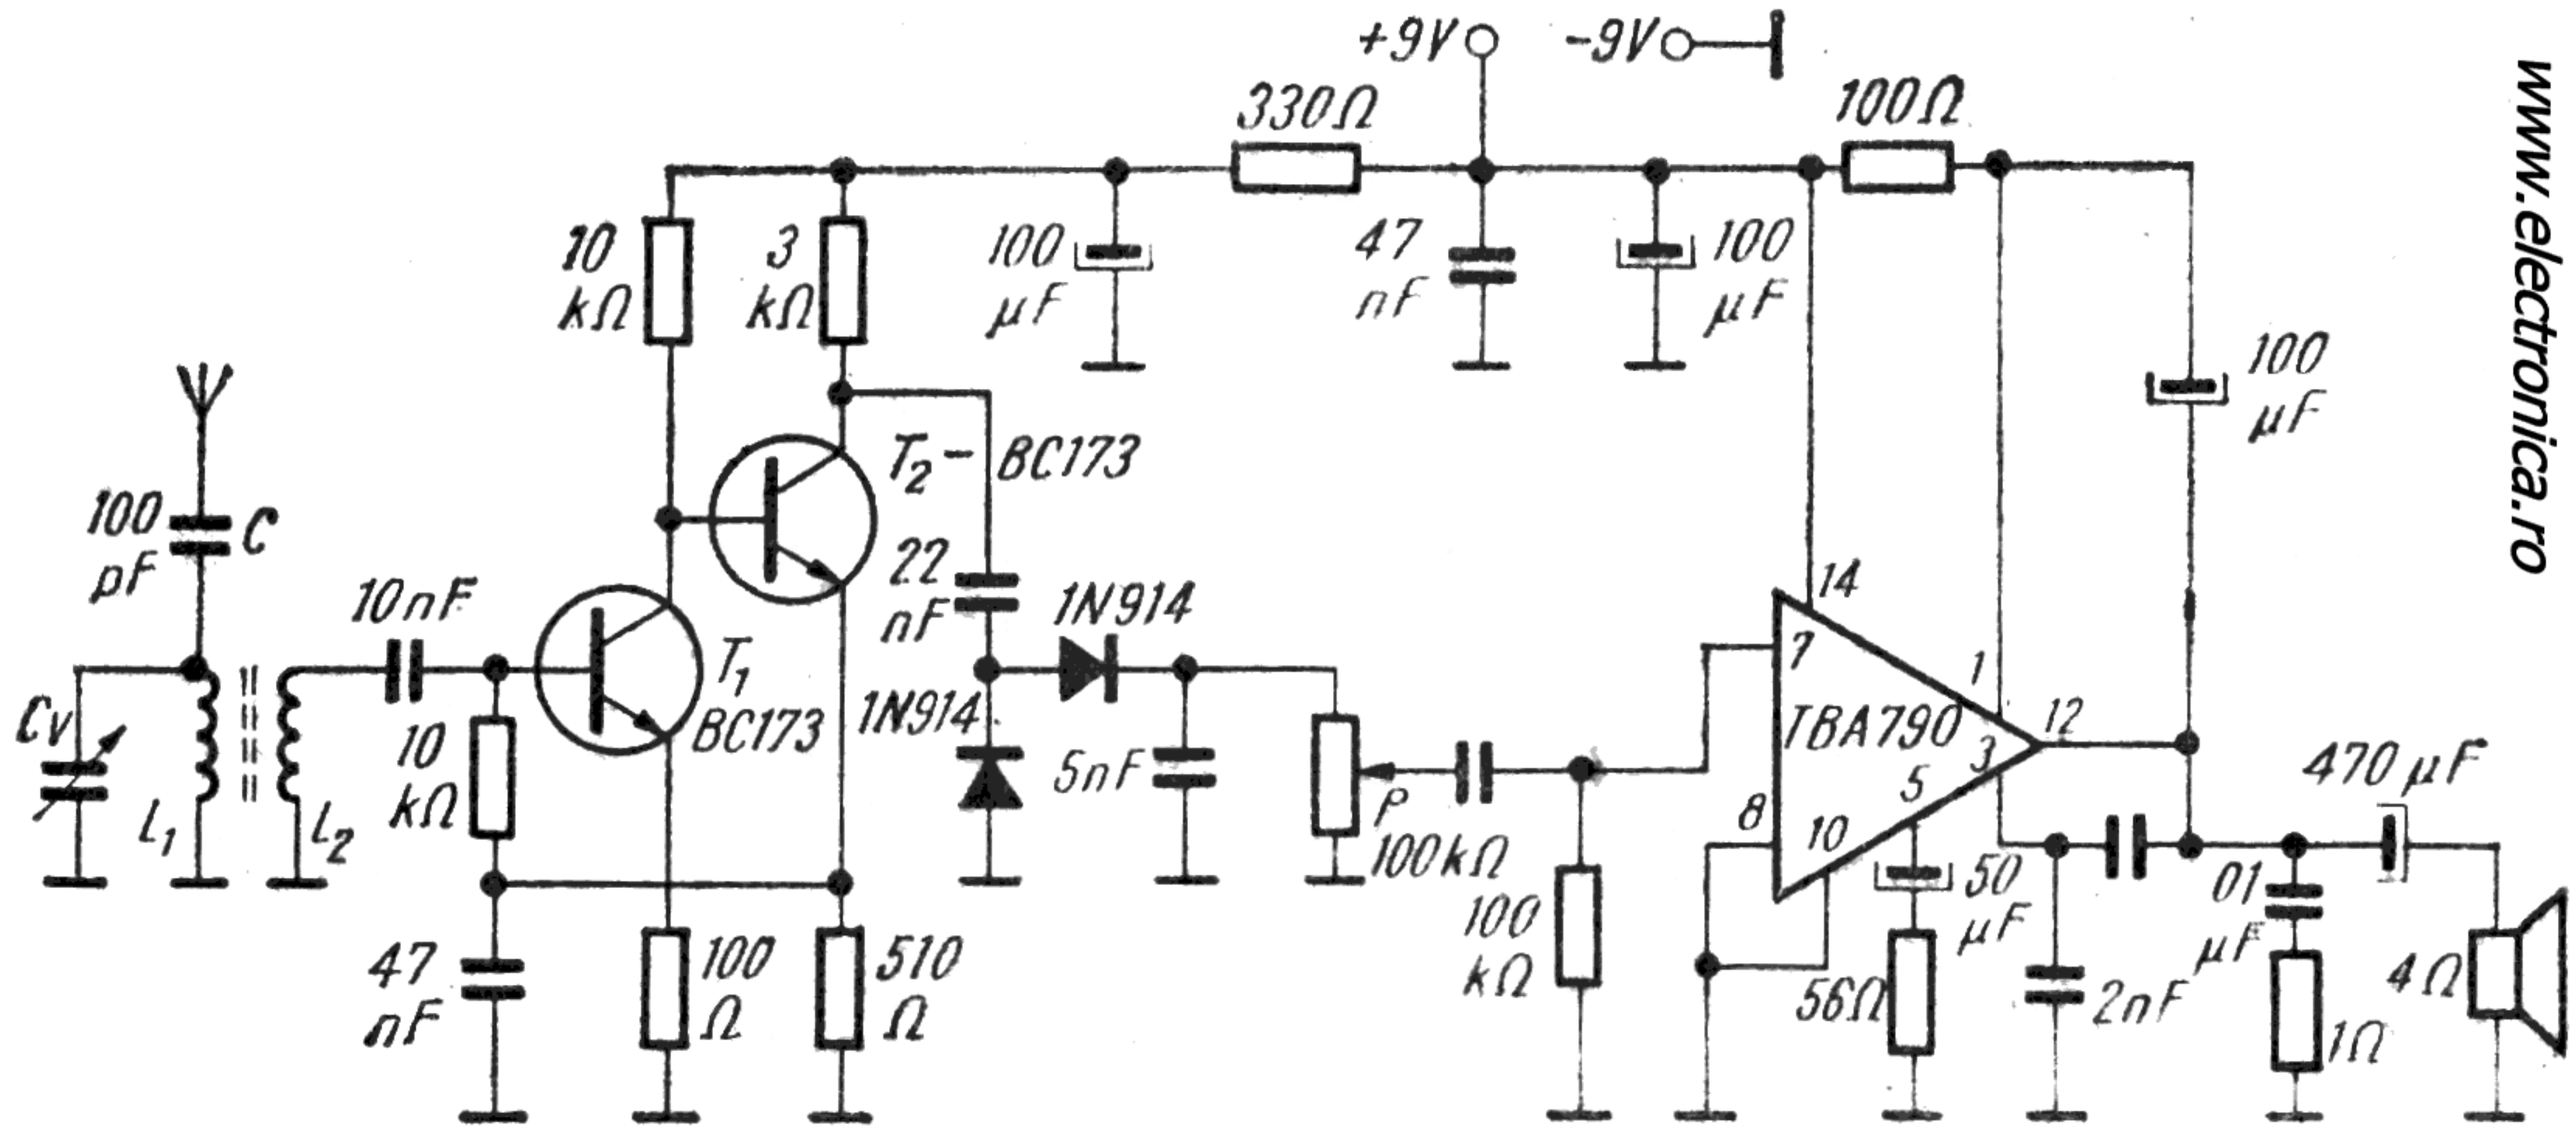 +9V
-9V
330Ω
100Ω
10
kΩ
3
kΩ
100
µF
47
nF
100
µF
100
µF
www.electronica.ro
T2- BC173
100
pF
C
10nF
22
nF
1N914
14
7
1
T1
BC173
1N914
TBA790
12
Cv
10
kΩ
L1
L2
5nF
P
100kΩ
8
10
5
3
470 µF
100
kΩ
50
µF
01
µF
47
nF
100
Ω
510
Ω
56Ω
2nF
1Ω
4Ω